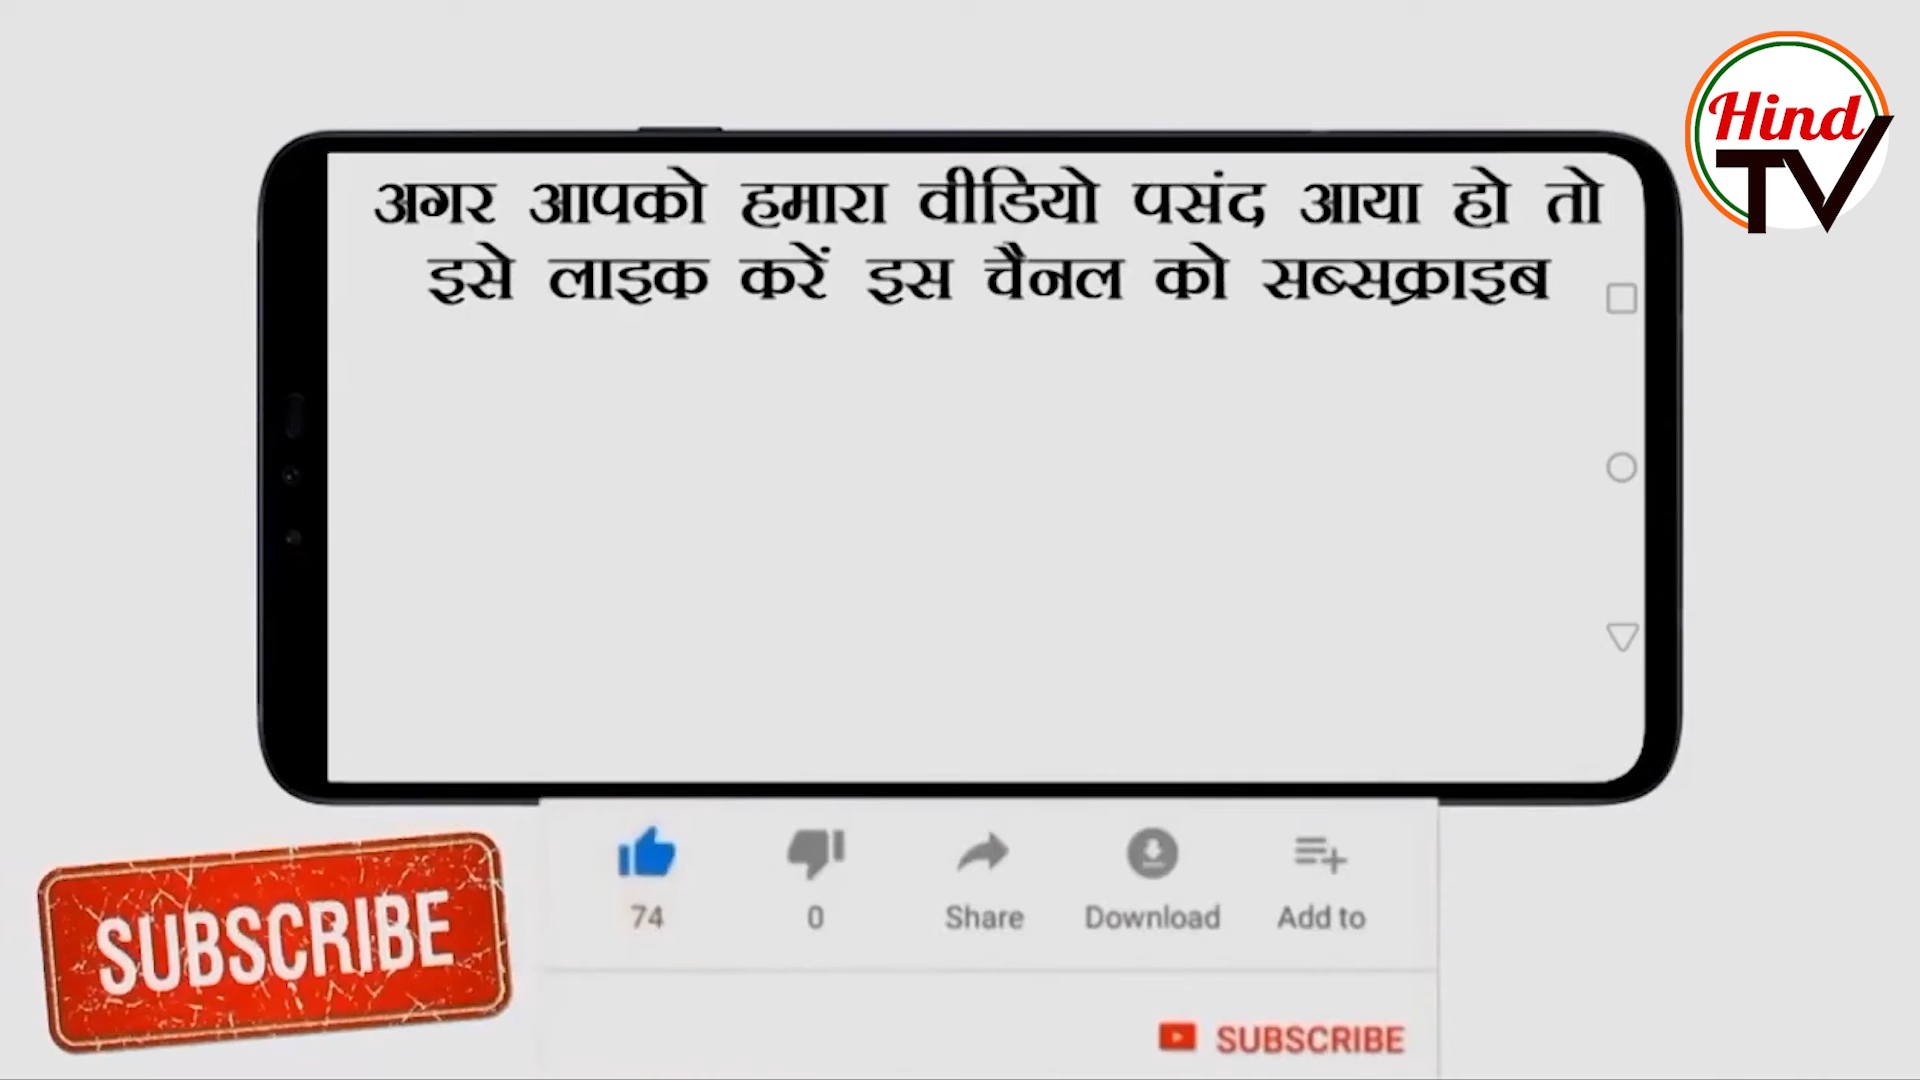 Hind
TV
अगर आपको हमारा वीडियो पसंद आया हो तो
इसे लाइक करें इस चैनल को सब्सक्राइब
74
0
Share
Download
Add to
SUBSCRIBE
SUBSCRIBE